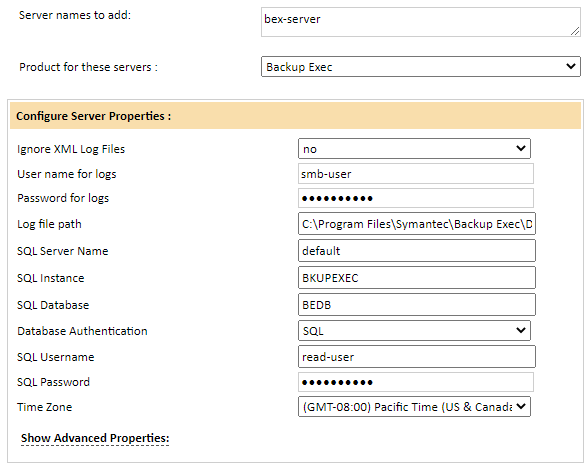 Server names to add:
bex-server
Product for these servers :
Backup Exec
Configure Server Properties :
Ignore XML Log Files
no
User name for logs
smb-user
Password for logs
••••••••••
Log file path
C:\Program Files\Symantec\Backup Exec\D
SQL Server Name
default
SQL Instance
BKUPEXEC
SQL Database
BEDB
Database Authentication
SQL
SQL Username
read-user
SQL Password
••••••••••
Time Zone
(GMT-08:00) Pacific Time (US & Canada
Show Advanced Properties: